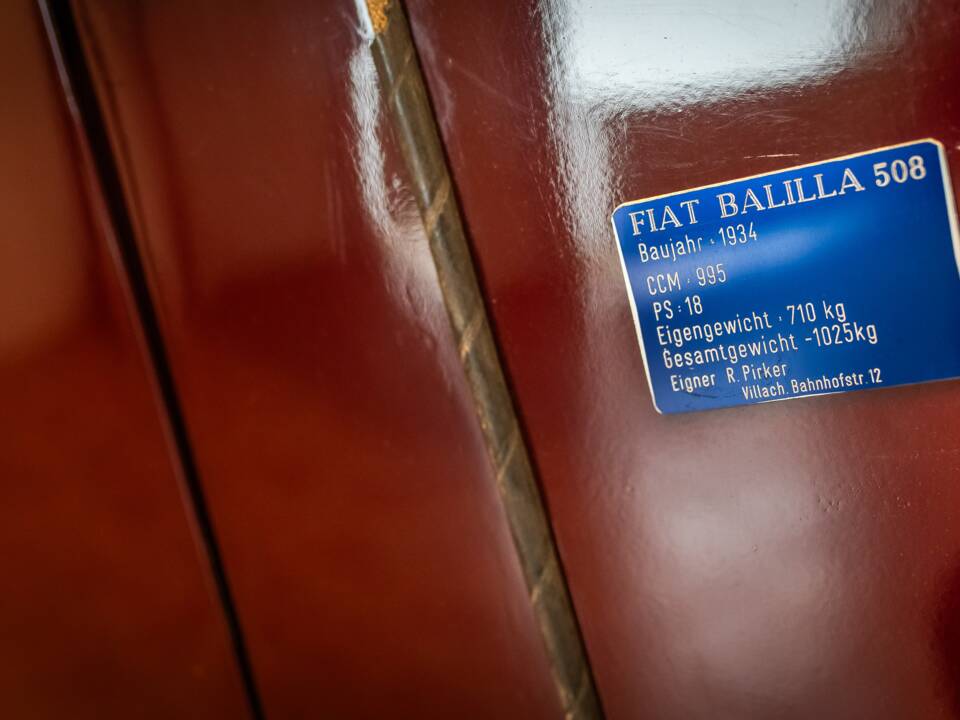 FIAT BALILLA 508
Baujahr : 1934
CCM : 995
PS : 18
Eigengewicht : 710 kg
Gesamtgewicht -1025kg
Eigner R. Pirker
Villach. Bahnhofstr. 12